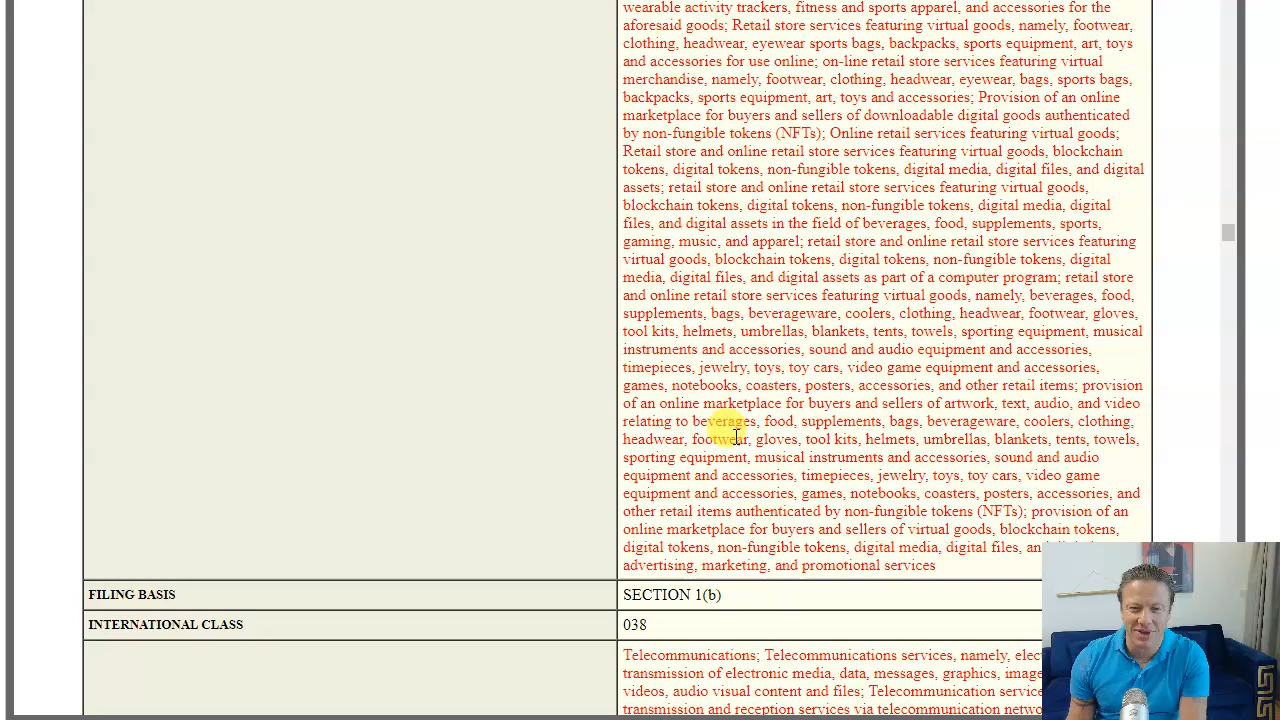 wearable activity trackers, fitness and sports apparel, and accessories for the
aforesaid goods; Retail store services featuring virtual goods, namely, footwear,
clothing, headwear, eyewear sports bags, backpacks, sports equipment, art, toys
and accessories for use online; on-line retail store services featuring virtual
merchandise, namely, footwear, clothing, headwear, eyewear, bags, sports bags,
backpacks, sports equipment, art, toys and accessories; Provision of an online
marketplace for buyers and sellers of downloadable digital goods authenticated
by non-fungible tokens (NFTs); Online retail services featuring virtual goods;
Retail store and online retail store services featuring virtual goods, blockchain
tokens, digital tokens, non-fungible tokens, digital media, digital files, and digital
assets; retail store and online retail store services featuring virtual goods,
blockchain tokens, digital tokens, non-fungible tokens, digital media, digital
files, and digital assets in the field of beverages, food, supplements, sports,
gaming, music, and apparel; retail store and online retail store services featuring
virtual goods, blockchain tokens, digital tokens, non-fungible tokens, digital
media, digital files, and digital assets as part of a computer program; retail store
and online retail store services featuring virtual goods, namely, beverages, food,
supplements, bags, beverageware, coolers, clothing, headwear, footwear, gloves,
tool kits, helmets, umbrellas, blankets, tents, towels, sporting equipment, musical
instruments and accessories, sound and audio equipment and accessories,
timepieces, jewelry, toys, toy cars, video game equipment and accessories,
games, notebooks, coasters, posters, accessories, and other retail items; provision
of an online marketplace for buyers and sellers of artwork, text, audio, and video
relating to beverages, food, supplements, bags, beverageware, coolers, clothing,
headwear, footwear, gloves, tool kits, helmets, umbrellas, blankets, tents, towels,
sporting equipment, musical instruments and accessories, sound and audio
equipment and accessories, timepieces, jewelry, toys, toy cars, video game
equipment and accessories, games, notebooks, coasters, posters, accessories, and
other retail items authenticated by non-fungible tokens (NFTs); provision of an
online marketplace for buyers and sellers of virtual goods, blockchain tokens,
digital tokens, non-fungible tokens, digital media, digital files,
advertising, marketing, and promotional services
FILING BASIS SECTION 1(b)
INTERNATIONAL CLASS 038
Telecommunications; Telecommunications services, namely,
transmission of electronic media, data, messages, graphics,
videos, audio visual content and files; Telecommunication
transmission and reception services via telecommunication